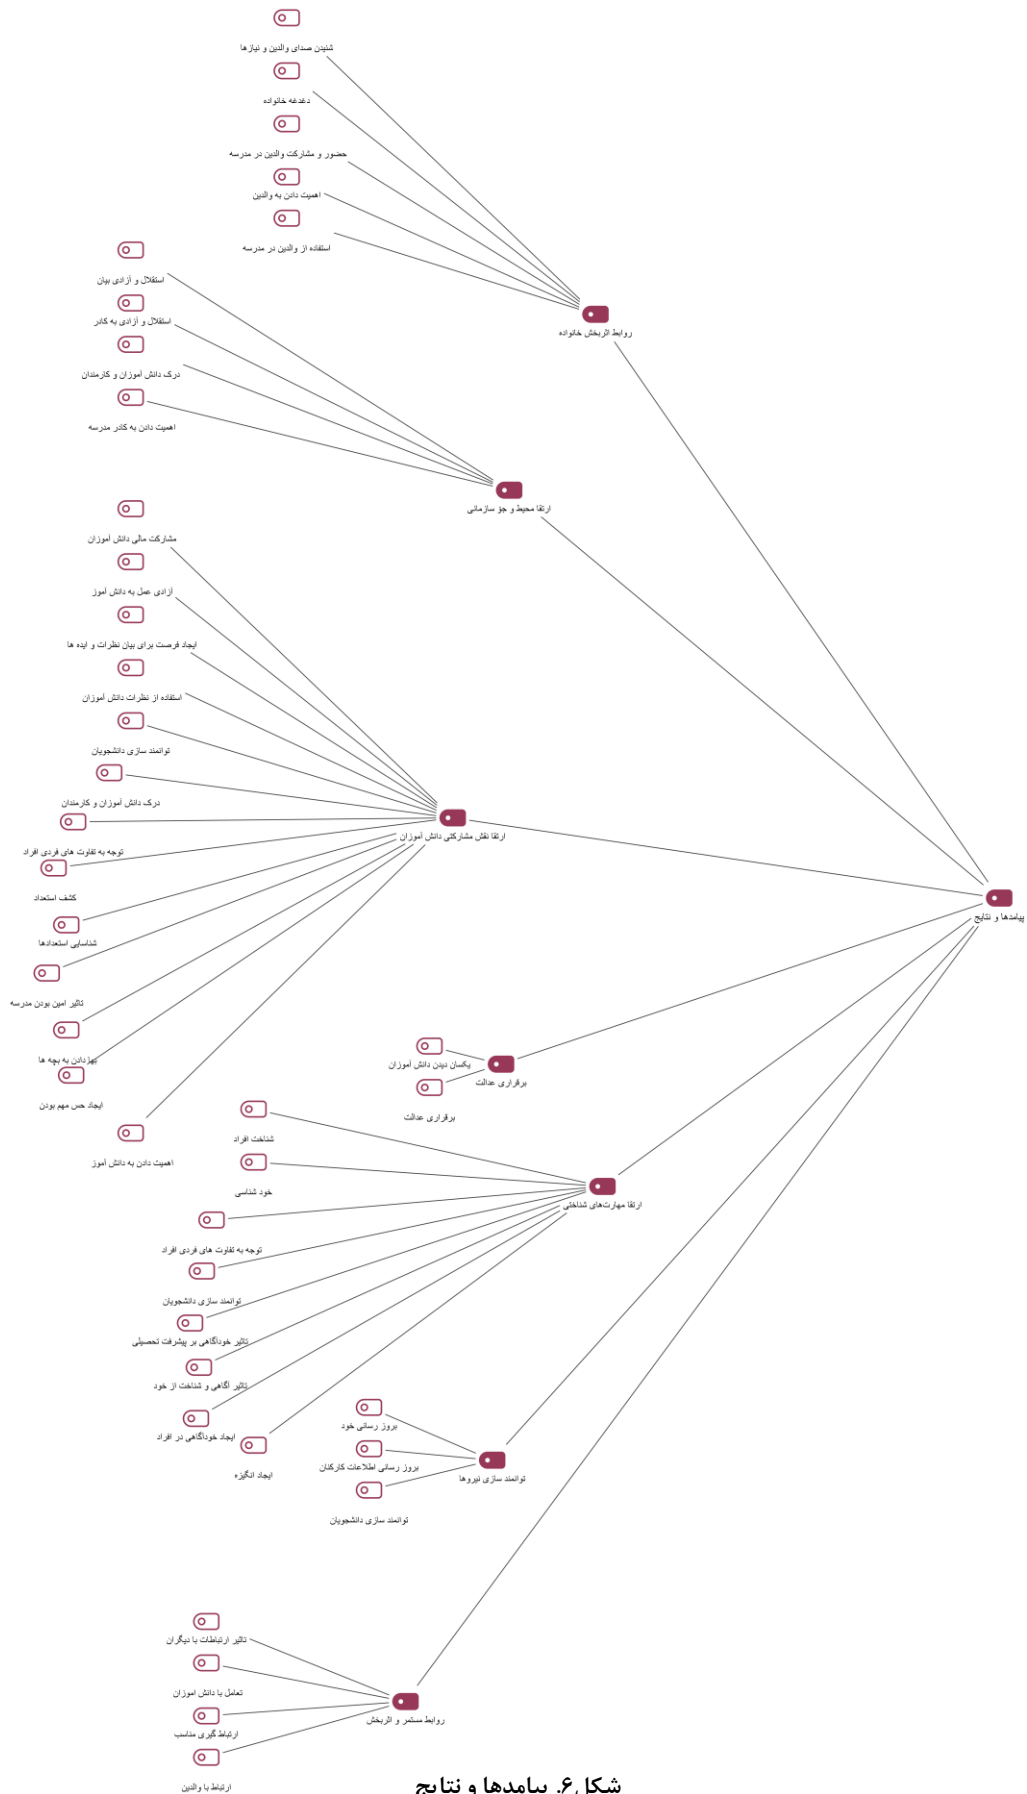 شنیدن صدای والدین و نیازها
دغدغه خانواده
حضور و مشارکت والدین در مدرسه
اهمیت دادن به والدین
استفاده از والدین در مدرسه
روابط اثربخش خانواده
استقلال و آزادی بیان
استقلال و آزادی به کادر
درک دانش آموزان و کارمندان
اهمیت دادن به کادر مدرسه
ارتقا محیط و جو سازمانی
مشارکت مالی دانش آموزان
آزادی عمل به دانش آموز
ایجاد فرصت برای بیان نظرات و ایده ها
استفاده از نظرات دانش آموزان
توانمند سازی دانشجویان
درک دانش آموزان و کارمندان
توجه به تفاوت های فردی افراد
کشف استعداد
شناسایی استعدادها
تاثیر امین بودن مدرسه
بهادادن به بچه ها
ایجاد حس مهم بودن
اهمیت دادن به دانش آموز
ارتقا نقش مشارکتی دانش آموزان
پیامدها و نتایج
یکسان دیدن دانش آموزان
برقراری عدالت
برقراری عدالت
شناخت افراد
خود شناسی
توجه به تفاوت های فردی افراد
توانمند سازی دانشجویان
تاثیر خودآگاهی بر پیشرفت تحصیلی
تاثیر آگاهی و شناخت از خود
ایجاد خودآگاهی در افراد
ایجاد انگیزه
ارتقا مهارت‌های شناختی
بروز رسانی خود
بروز رسانی اطلاعات کارکنان
توانمند سازی دانشجویان
توانمند سازی نیروها
تاثیر ارتباطات با دیگران
تعامل با دانش اموزان
ارتباط گیری مناسب
ارتباط با والدین
روابط مستمر و اثربخش
شکل۶. پیامدها و نتایج